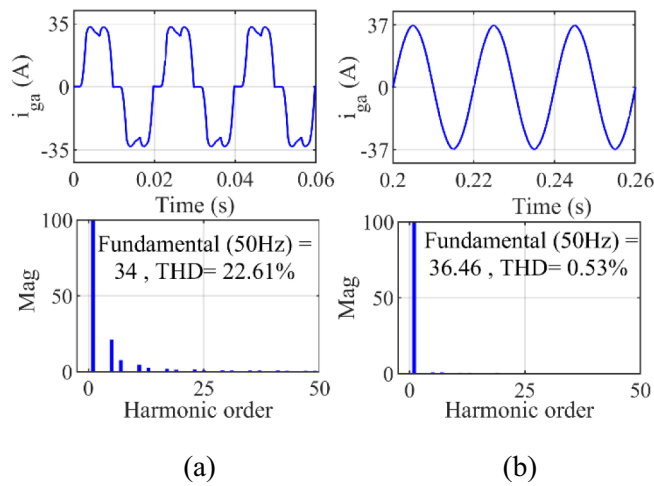 35
0
-35
i_ga (A)
0
0.02
0.04
0.06
Time (s)
37
0
-37
i_ga (A)
0.2
0.22
0.24
0.26
Time (s)
100
50
0
Mag
Fundamental (50Hz) =
34 , THD= 22.61%
0
25
50
Harmonic order
100
50
0
Mag
Fundamental (50Hz) =
36.46 , THD= 0.53%
0
25
50
Harmonic order
(a)
(b)